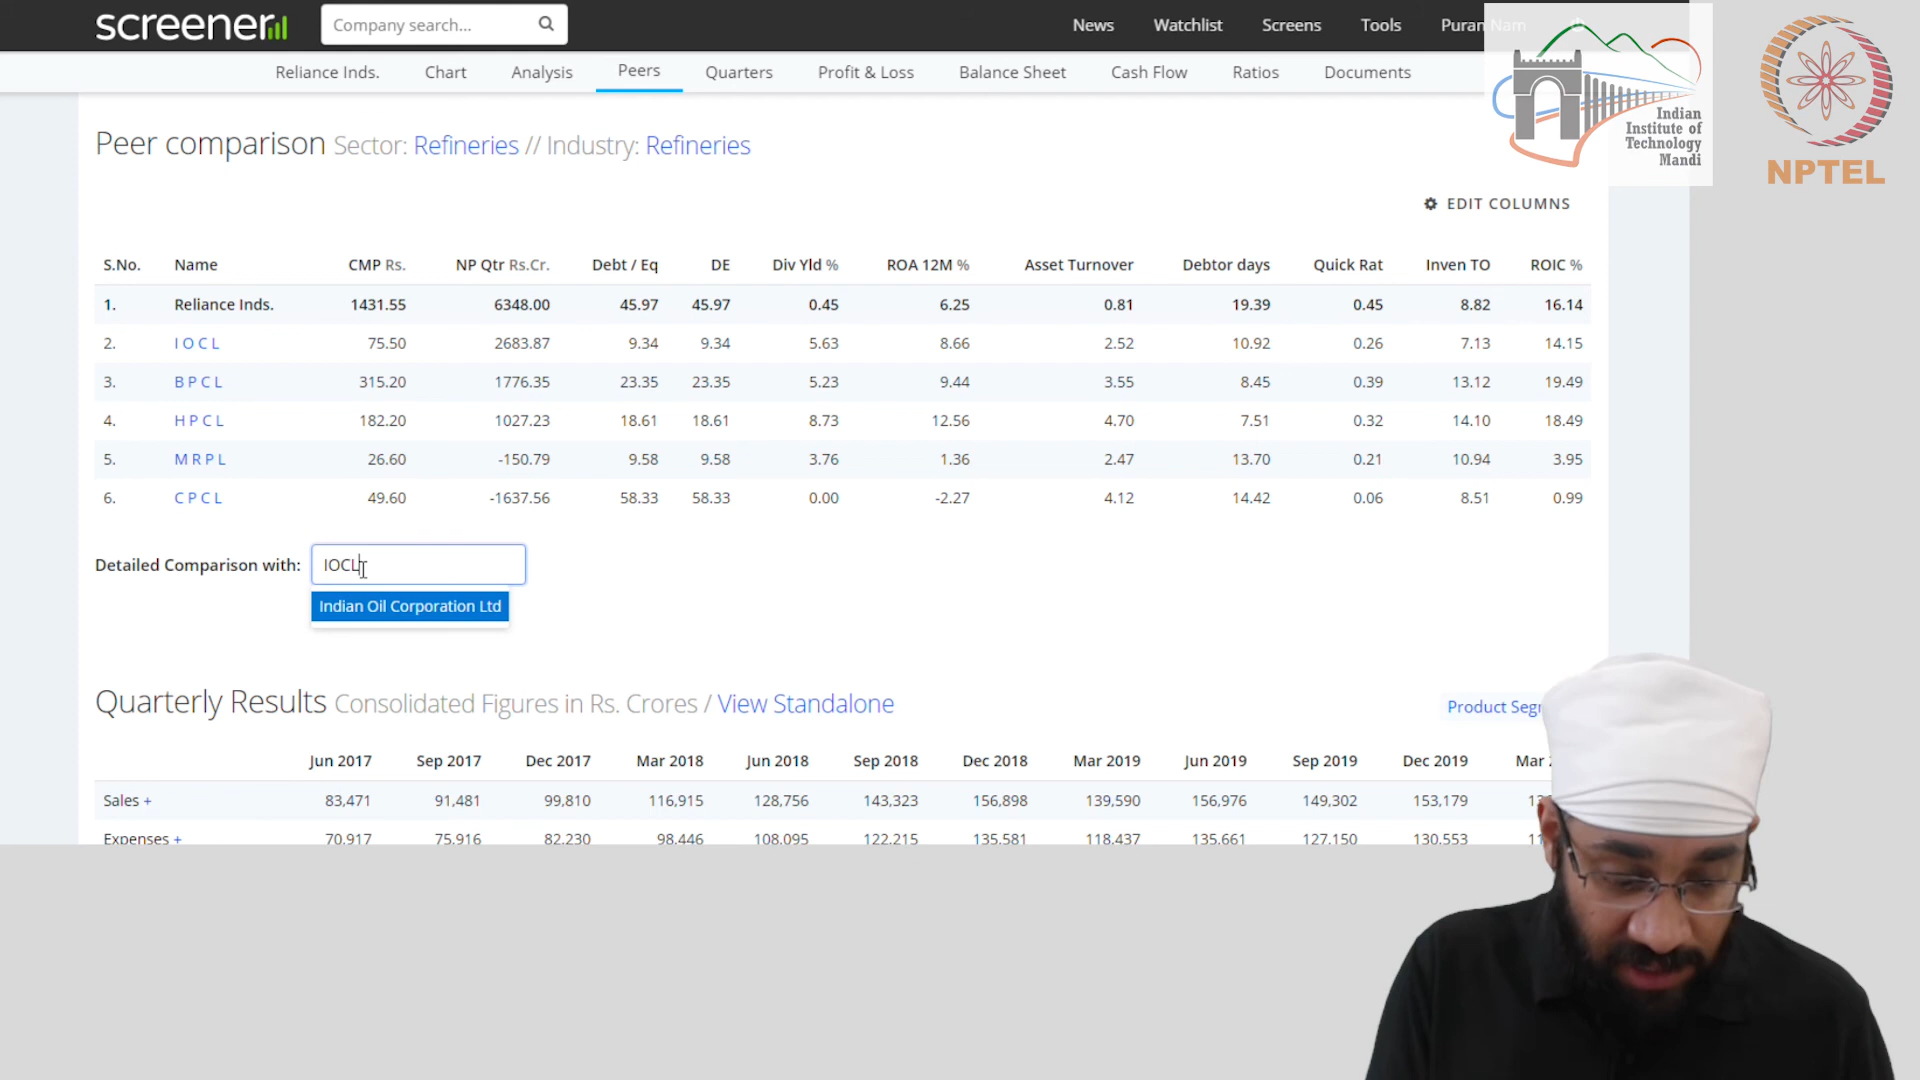 screener
Company search...
News Watchlist Screens Tools Puran Nam
Reliance Inds. Chart Analysis Peers Quarters Profit & Loss Balance Sheet Cash Flow Ratios Documents
Indian
Institute of
Technology
Mandi
NPTEL
Peer comparison Sector: Refineries // Industry: Refineries
EDIT COLUMNS
S.No. Name CMP Rs. NP Qtr Rs.Cr. Debt / Eq DE Div Yld % ROA 12M % Asset Turnover Debtor days Quick Rat Inven TO ROIC %
1. Reliance Inds. 1431.55 6348.00 45.97 45.97 0.45 6.25 0.81 19.39 0.45 8.82 16.14
2. I O C L 75.50 2683.87 9.34 9.34 5.63 8.66 2.52 10.92 0.26 7.13 14.15
3. B P C L 315.20 1776.35 23.35 23.35 5.23 9.44 3.55 8.45 0.39 13.12 19.49
4. H P C L 182.20 1027.23 18.61 18.61 8.73 12.56 4.70 7.51 0.32 14.10 18.49
5. M R P L 26.60 -150.79 9.58 9.58 3.76 1.36 2.47 13.70 0.21 10.94 3.95
6. C P C L 49.60 -1637.56 58.33 58.33 0.00 -2.27 4.12 14.42 0.06 8.51 0.99
Detailed Comparison with: IOCL
Indian Oil Corporation Ltd
Quarterly Results Consolidated Figures in Rs. Crores / View Standalone
Product Seg
Jun 2017 Sep 2017 Dec 2017 Mar 2018 Jun 2018 Sep 2018 Dec 2018 Mar 2019 Jun 2019 Sep 2019 Dec 2019 Mar
Sales + 83,471 91,481 99,810 116,915 128,756 143,323 156,898 139,590 156,976 149,302 153,179
Expenses + 70,917 75,916 82,230 98,446 108,095 122,215 135,581 118,437 135,661 127,150 130,553